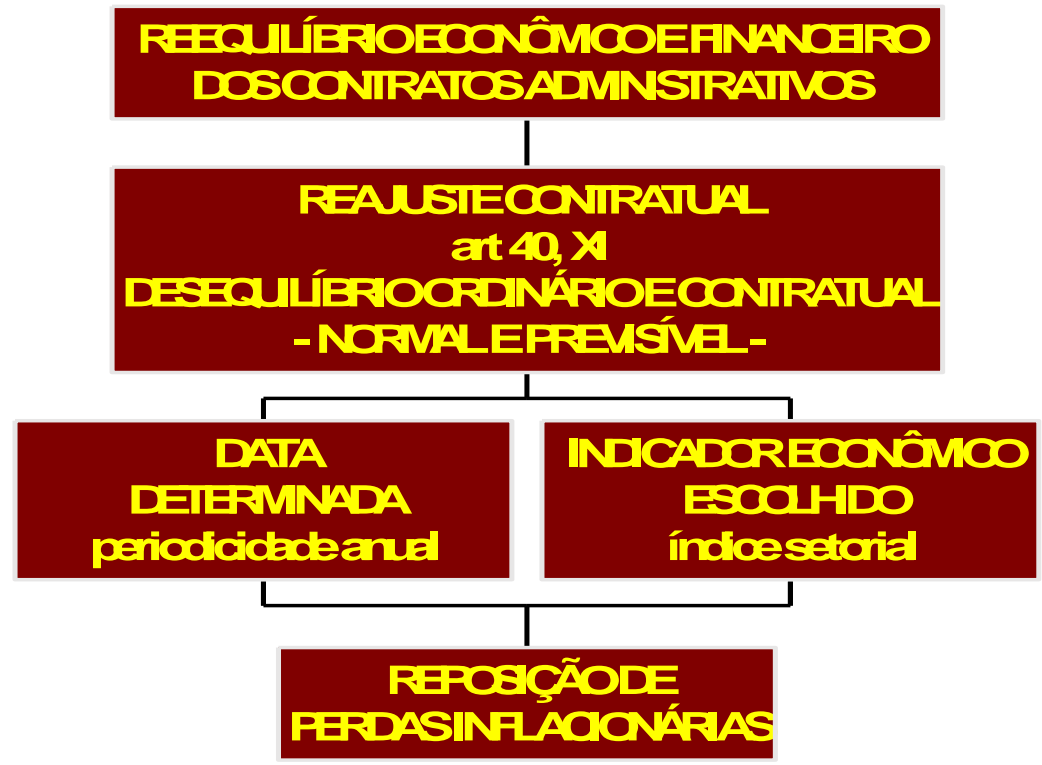 REEQUILÍBRIO ECONÔMICO E FINANCEIRO
DOS CONTRATOS ADMINISTRATIVOS
REAJUSTE CONTRATUAL
art 40, XI
DESEQUILÍBRIO ORDINÁRIO E CONTRATUAL
- NORMAL E PREVISÍVEL -
DATA
DETERMINADA
periodicidade anual
INDICADOR ECONÔMICO
ESCOLHIDO
índice setorial
REPOSIÇÃO DE
PERDAS INFLACIONÁRIAS